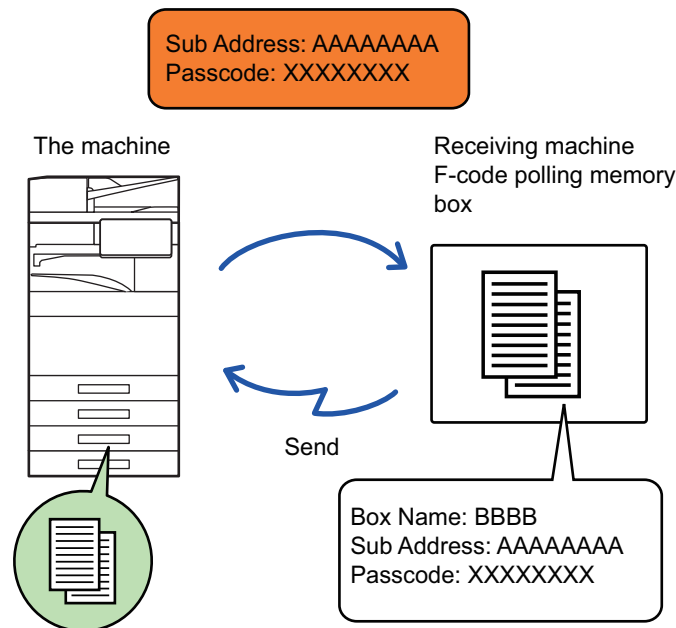 Sub Address: AAAAAAAA
Passcode: XXXXXXXX
The machine
Receiving machine
F-code polling memory
box
Send
Box Name: BBBB
Sub Address: AAAAAAAA
Passcode: XXXXXXXX